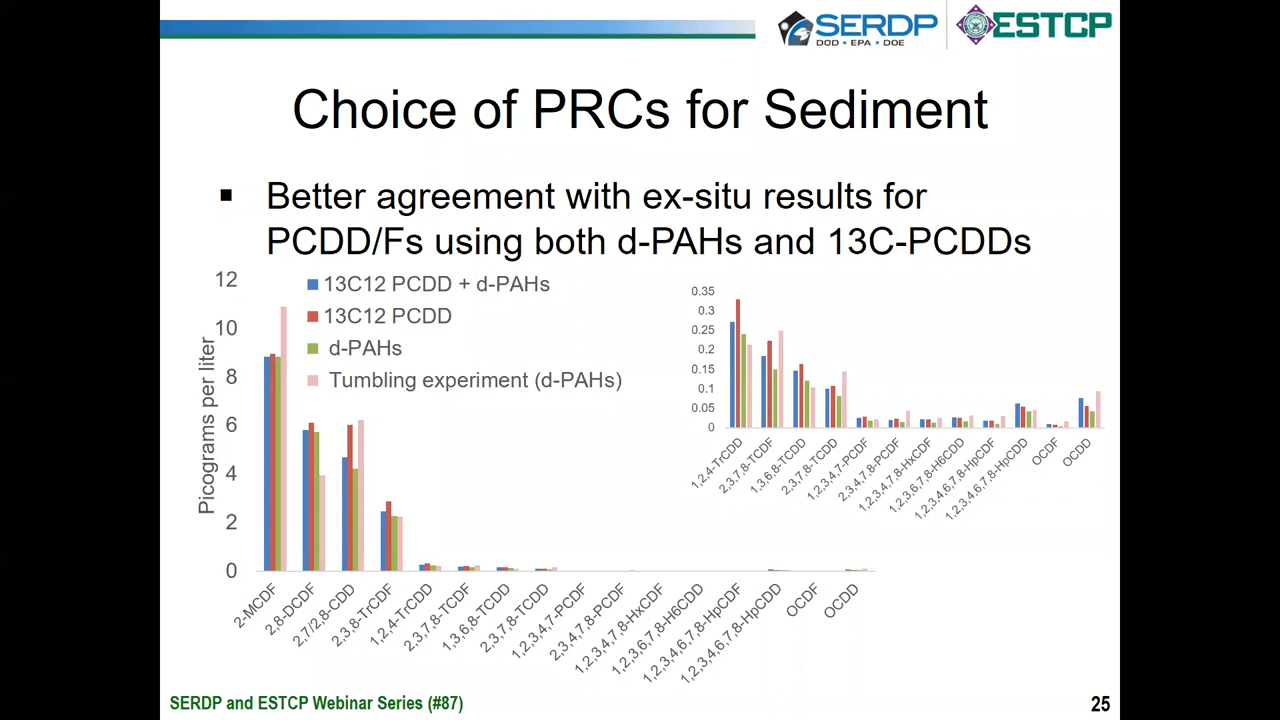 SERDP
DOD • EPA • DOE
ESTCP
Choice of PRCs for Sediment
Better agreement with ex-situ results for
PCDD/Fs using both d-PAHs and 13C-PCDDs
Picograms per liter
12
10
8
6
4
2
0
13C12 PCDD + d-PAHs
13C12 PCDD
d-PAHs
Tumbling experiment (d-PAHs)
2-MCDF
2,8-DCDF
2,7/2,8-CDD
2,3,8-TrCDF
1,2,4-TrCDD
2,3,7,8-TCDF
1,3,6,8-TCDD
2,3,7,8-TCDD
1,2,3,4,7-PCDF
2,3,4,7,8-PCDF
1,2,3,4,7,8-HxCDF
1,2,3,6,7,8-H6CDD
1,2,3,4,6,7,8-HpCDF
1,2,3,4,6,7,8-HpCDD
OCDF
OCDD
0.35
0.3
0.25
0.2
0.15
0.1
0.05
0
1,2,4-TrCDD
2,3,7,8-TCDF
1,3,6,8-TCDD
2,3,7,8-TCDD
1,2,3,4,7-PCDF
2,3,4,7,8-PCDF
1,2,3,4,7,8-HxCDF
1,2,3,6,7,8-H6CDD
1,2,3,4,6,7,8-HpCDF
1,2,3,4,6,7,8-HpCDD
OCDF
OCDD
SERDP and ESTCP Webinar Series (#87)
25